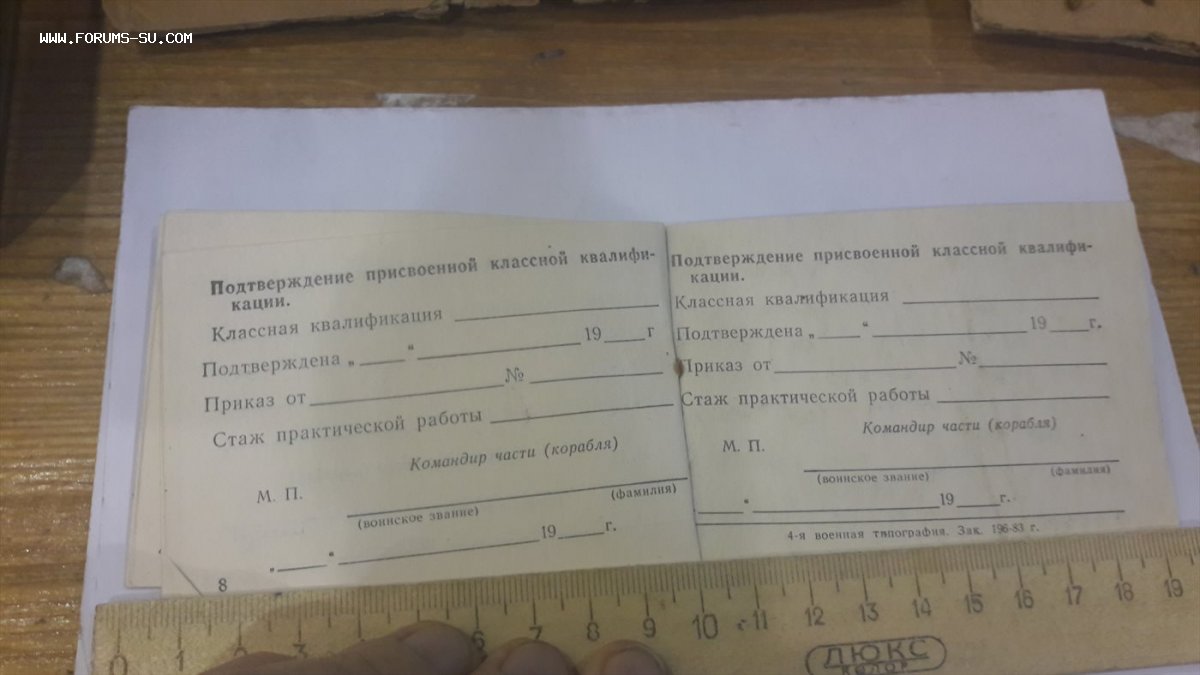 WWW.FORUMS-SU.COM
Подтверждение присвоенной классной квалифи-
кации.
Классная квалификация
Подтверждена „ “ 19 г
Приказ от №
Стаж практической работы
Командир части (корабля)
М. П.
(воинское звание) (фамилия)
„ “ 19 г.
8
Подтверждение присвоенной классной квалифи-
кации.
Классная квалификация
Подтверждена „ “ 19 г.
Приказ от №
Стаж практической работы
Командир части (корабля)
М. П.
(воинское звание) (фамилия)
“ 19 г.
4-я военная типография. Зак. 196-83 г.
0 1 3 6 7 8 9 10 11 12 13 14 15 16 17 18 19
ДЮКС
КОЛОР